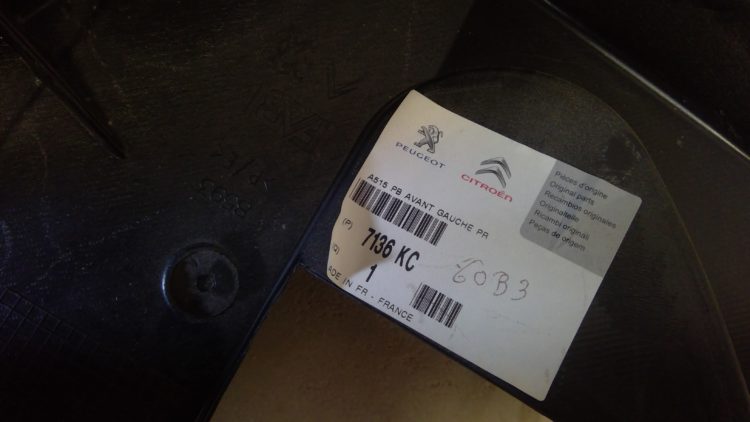 PEUGEOT
CITROËN
Pièces d'origine
Original parts
Recambios originales
Originalteile
Ricambi originali
Peças de origem
A515 PB AVANT GAUCHE PR
(P) 7136 KC
(Q) 1
ADE IN FR - FRANCE
60B3